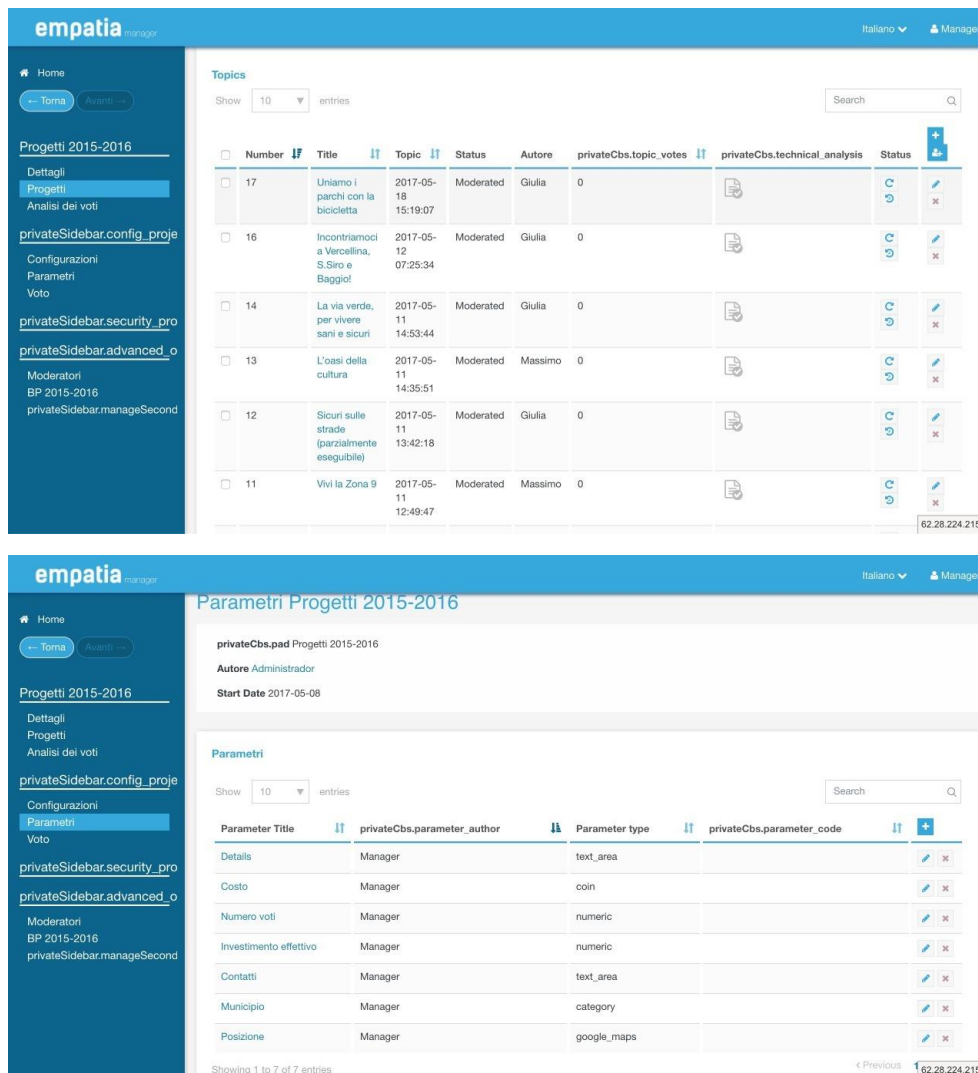 empatia manager
Italiano
Manage
Home
← Torna
Avanti →
Progetti 2015-2016
Dettagli
Progetti
Analisi dei voti
privateSidebar.config_proje
Configurazioni
Parametri
Voto
privateSidebar.security_pro
privateSidebar.advanced_o
Moderatori
BP 2015-2016
privateSidebar.manageSecond
Topics
Show 10 entries
Search
Number Title Topic Status Autore privateCbs.topic_votes privateCbs.technical_analysis Status
17 Uniamo i 2017-05- Moderated Giulia 0
parchi con la 18
bicicletta 15:19:07
16 Incontriamoci 2017-05- Moderated Giulia 0
a Vercellina, 12
S.Siro e 07:25:34
Baggio!
14 La via verde, 2017-05- Moderated Giulia 0
per vivere 11
sani e sicuri 14:53:44
13 L'oasi della 2017-05- Moderated Massimo 0
cultura 11
14:35:51
12 Sicuri sulle 2017-05- Moderated Giulia 0
strade 11
(parzialmente 13:42:18
eseguibile)
11 Vivi la Zona 9 2017-05- Moderated Massimo 0
11
12:49:47
62.28.224.215
empatia manager
Italiano
Manage
Home
← Torna
Avanti →
Progetti 2015-2016
Dettagli
Progetti
Analisi dei voti
privateSidebar.config_proje
Configurazioni
Parametri
Voto
privateSidebar.security_pro
privateSidebar.advanced_o
Moderatori
BP 2015-2016
privateSidebar.manageSecond
Parametri Progetti 2015-2016
privateCbs.pad Progetti 2015-2016
Autore Administrador
Start Date 2017-05-08
Parametri
Show 10 entries
Search
Parameter Title privateCbs.parameter_author Parameter type privateCbs.parameter_code
Details Manager text_area
Costo Manager coin
Numero voti Manager numeric
Investimento effettivo Manager numeric
Contatti Manager text_area
Municipio Manager category
Posizione Manager google_maps
Showing 1 to 7 of 7 entries
Previous 1
62.28.224.215